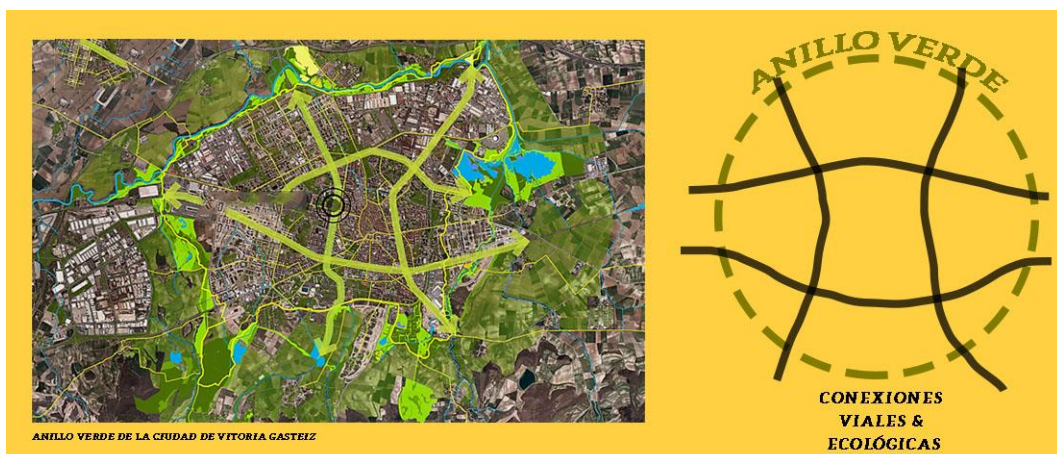 ANILLO VERDE DE LA CIUDAD DE VITORIA GASTEIZ
ANILLO VERDE
CONEXIONES
VIALES &
ECOLÓGICAS